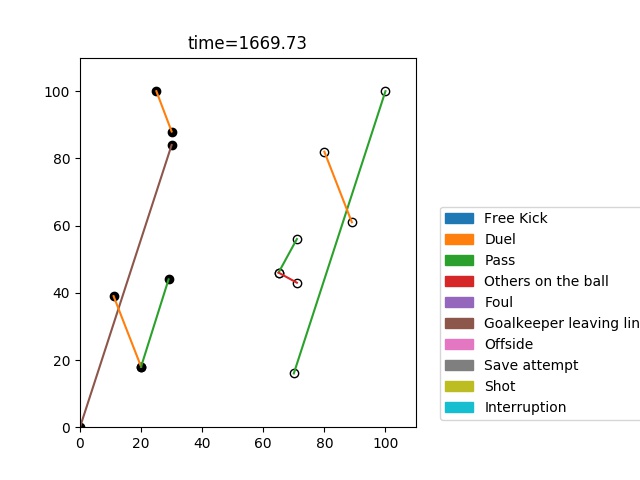 time=1669.73
100
80
60
40
20
0
0 20 40 60 80 100
Free Kick
Duel
Pass
Others on the ball
Foul
Goalkeeper leaving lin
Offside
Save attempt
Shot
Interruption